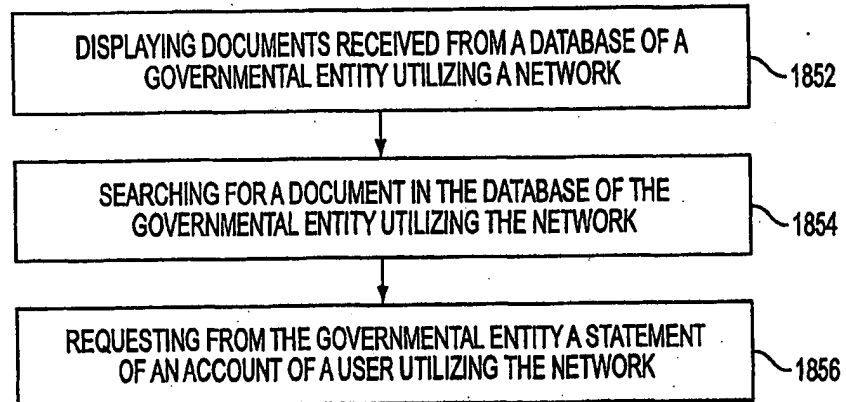 DISPLAYING DOCUMENTS RECEIVED FROM A DATABASE OF A
GOVERNMENTAL ENTITY UTILIZING A NETWORK
1852
SEARCHING FOR A DOCUMENT IN THE DATABASE OF THE
GOVERNMENTAL ENTITY UTILIZING THE NETWORK
1854
REQUESTING FROM THE GOVERNMENTAL ENTITY A STATEMENT
OF AN ACCOUNT OF A USER UTILIZING THE NETWORK
1856